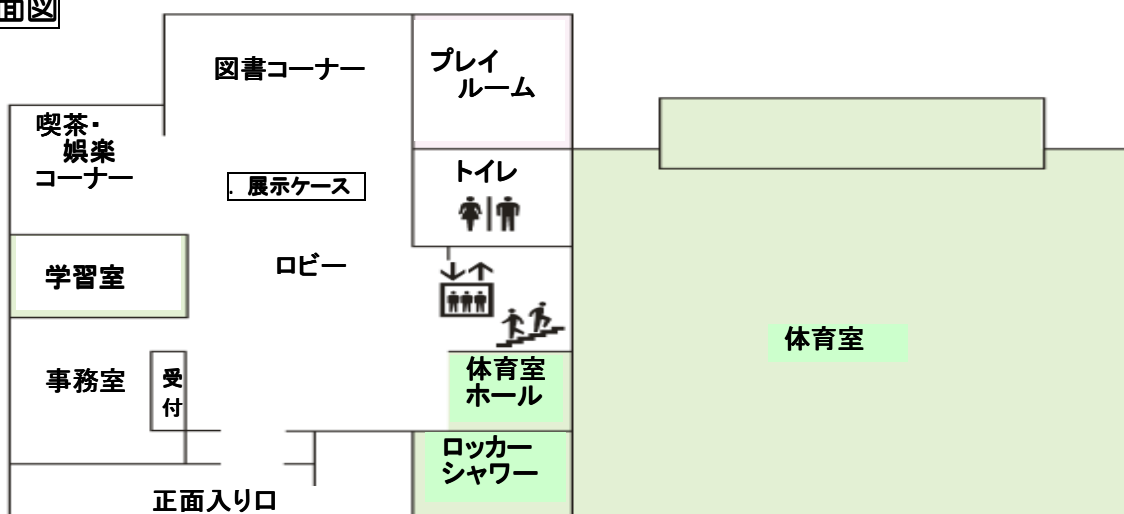 面図
図書コーナー
プレイ
ルーム
喫茶・
娯楽
コーナー
トイレ
. 展示ケース
ロビー
学習室
体育室
事務室
受
付
体育室
ホール
ロッカー
シャワー
正面入り口